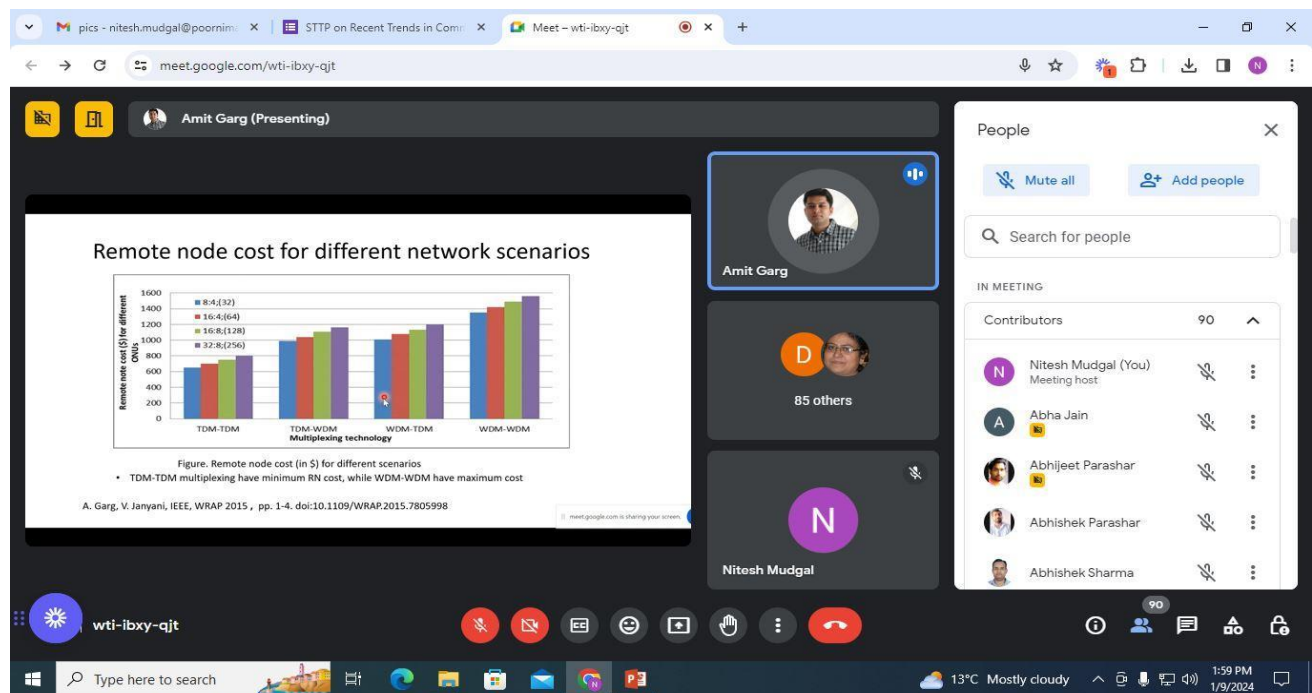 pics - nitesh.mudgal@poornim
STTP on Recent Trends in Com
Meet – wti-ibxy-qjt
meet.google.com/wti-ibxy-qjt
1
N
Amit Garg (Presenting)
Remote node cost for different network scenarios
Remote node cost ($) for different ONUs
1600
1400
1200
1000
800
600
400
200
0
8:4;(32)
16:4;(64)
16:8;(128)
32:8;(256)
TDM-TDM TDM-WDM WDM-TDM WDM-WDM
Multiplexing technology
Figure. Remote node cost (in $) for different scenarios
• TDM-TDM multiplexing have minimum RN cost, while WDM-WDM have maximum cost
A. Garg, V. Janyani, IEEE, WRAP 2015 , pp. 1-4. doi:10.1109/WRAP.2015.7805998
meet.google.com is sharing your screen.
Amit Garg
D
85 others
N
Nitesh Mudgal
People
Mute all
Add people
Search for people
IN MEETING
Contributors 90
N
Nitesh Mudgal (You)
Meeting host
A
Abha Jain
Abhijeet Parashar
Abhishek Parashar
Abhishek Sharma
wti-ibxy-qjt
CC
90
Type here to search
13°C Mostly cloudy
1:59 PM
1/9/2024